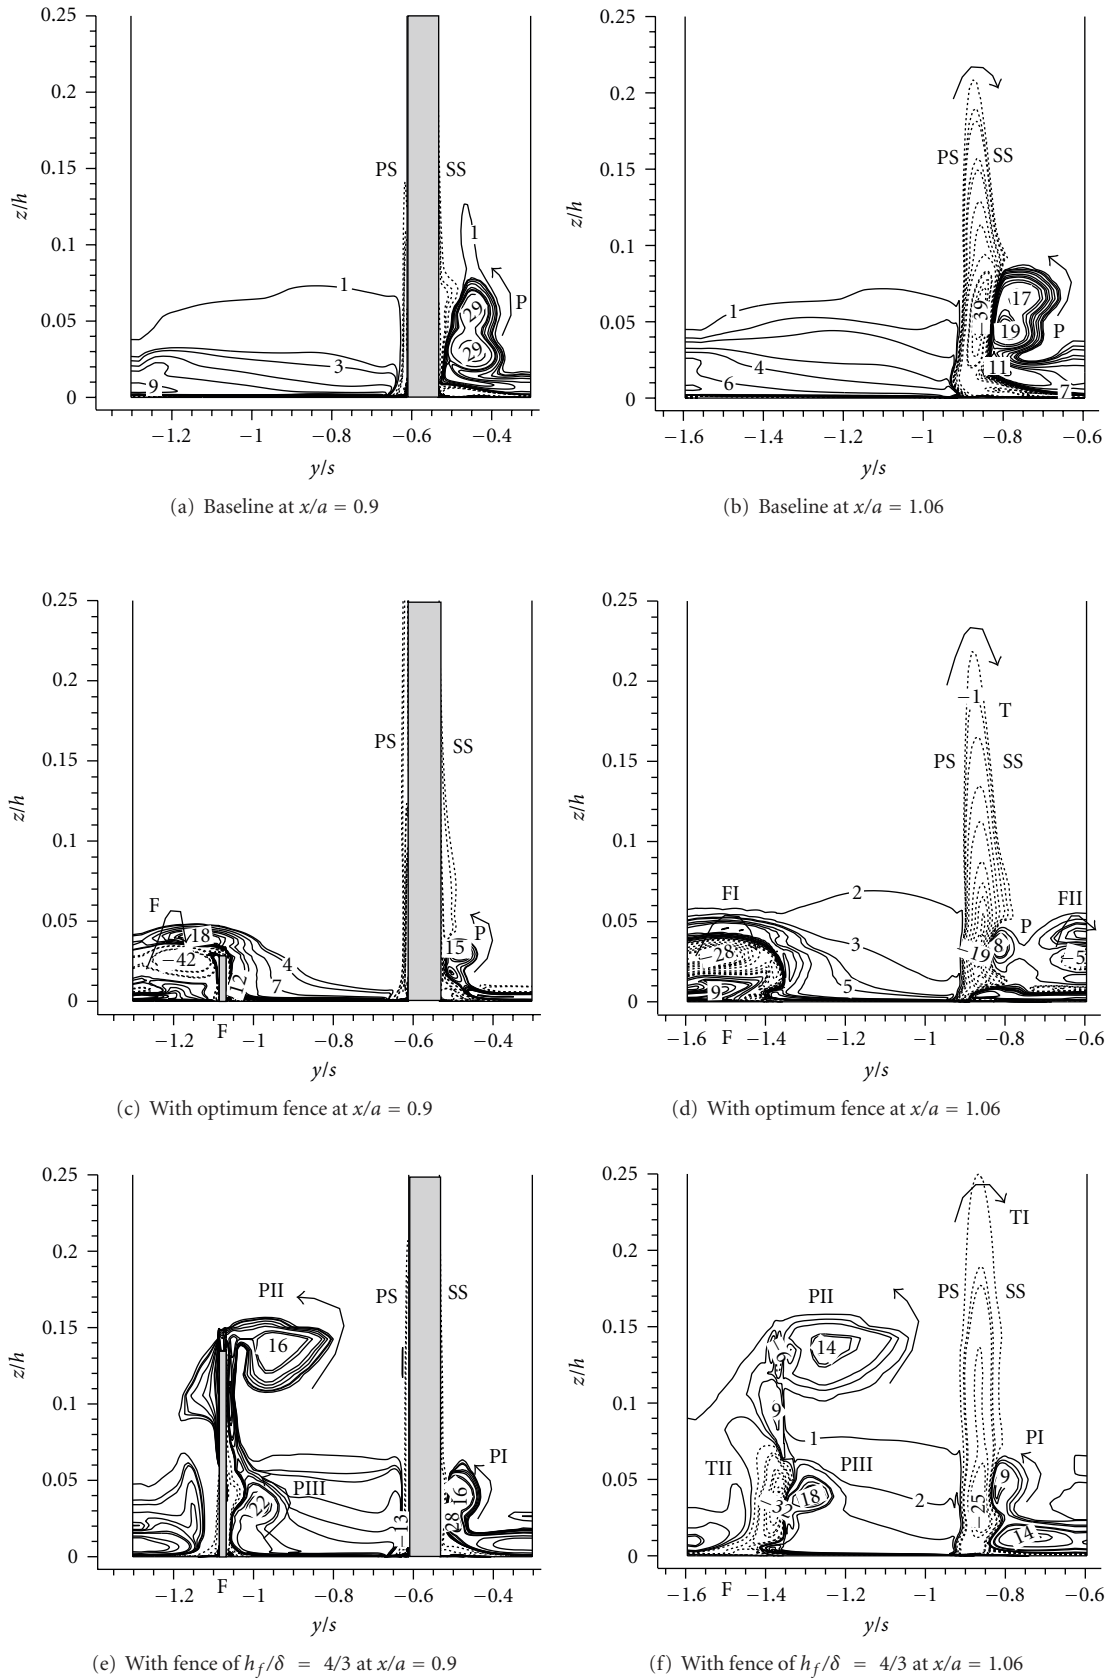 0.25
0.2
0.15
0.1
0.05
0
z/h
PS
SS
1
1
P
29
29
3
9
−1.2
−1
−0.8
−0.6
−0.4
y/s
(a) Baseline at x/a = 0.9
0.25
0.2
0.15
0.1
0.05
0
z/h
PS
SS
1
17
−39
19
P
11
4
6
7
−1.6
−1.4
−1.2
−1
−0.8
−0.6
y/s
(b) Baseline at x/a = 1.06
0.25
0.2
0.15
0.1
0.05
0
z/h
PS
SS
F
18
P
15
−42
4
12
7
−1.2
F
−1
−0.8
−0.6
−0.4
y/s
(c) With optimum fence at x/a = 0.9
0.25
0.2
0.15
0.1
0.05
0
z/h
−1
T
PS
SS
FI
2
FII
P
3
8
−28
−19
−5
9
5
−1.6
F
−1.4
−1.2
−1
−0.8
−0.6
y/s
(d) With optimum fence at x/a = 1.06
0.25
0.2
0.15
0.1
0.05
0
z/h
PII
PS
SS
16
PI
PIII
16
22
−13
28
−1.2
F
−1
−0.8
−0.6
−0.4
y/s
(e) With fence of h_f/δ = 4/3 at x/a = 0.9
0.25
0.2
0.15
0.1
0.05
0
z/h
TI
PII
PS
SS
14
9
1
PI
TII
PIII
9
18
2
−32
−25
14
−1.6
F
−1.4
−1.2
−1
−0.8
−0.6
y/s
(f) With fence of h_f/δ = 4/3 at x/a = 1.06